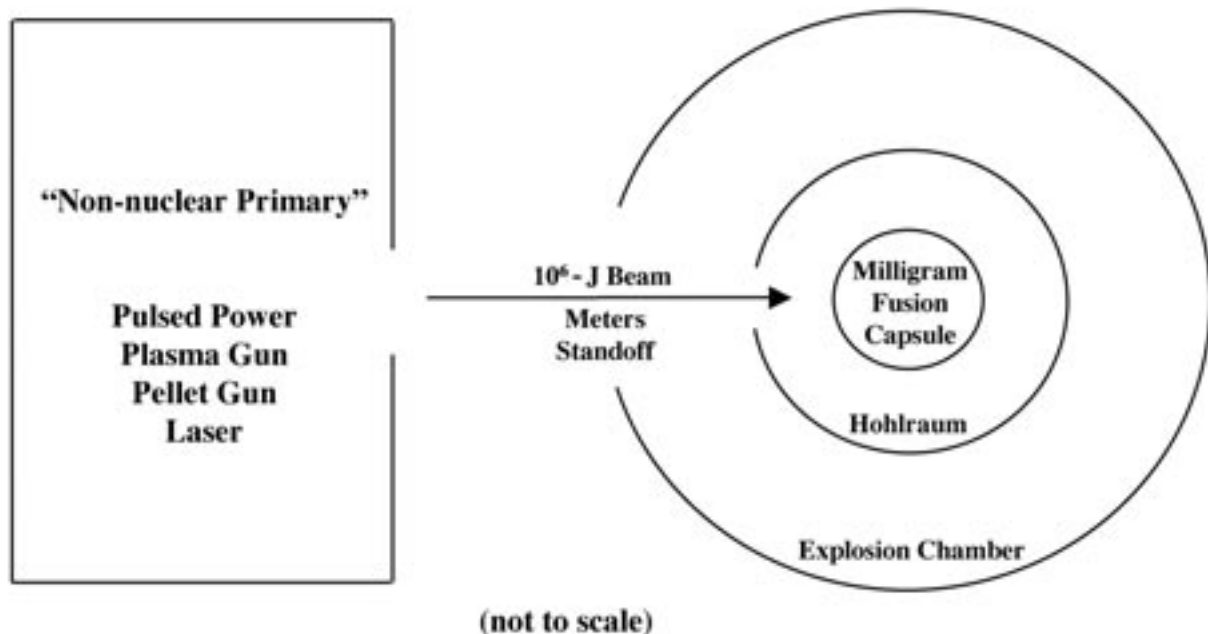 “Non-nuclear Primary”
Pulsed Power
Plasma Gun
Pellet Gun
Laser
10⁶ - J Beam
Meters
Standoff
Milligram
Fusion
Capsule
Hohlraum
Explosion Chamber
(not to scale)